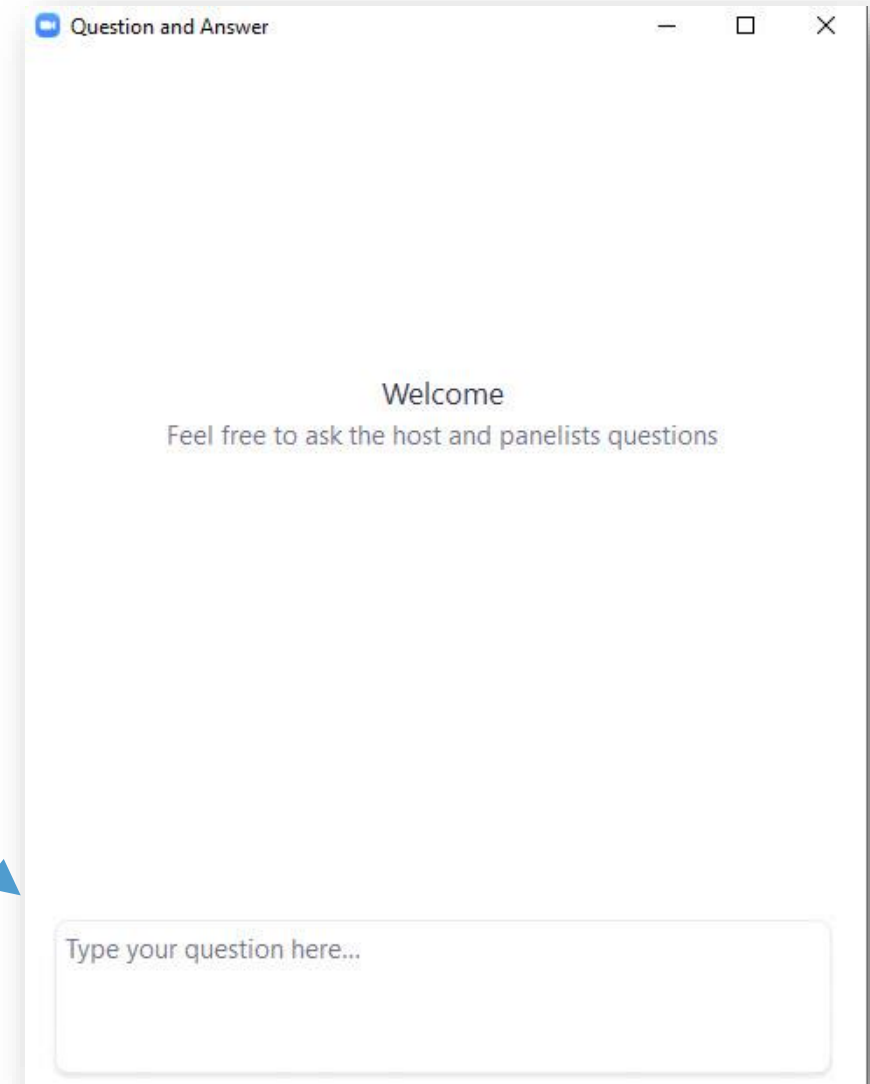 Question and Answer
Welcome
Feel free to ask the host and panelists questions
Type your question here...